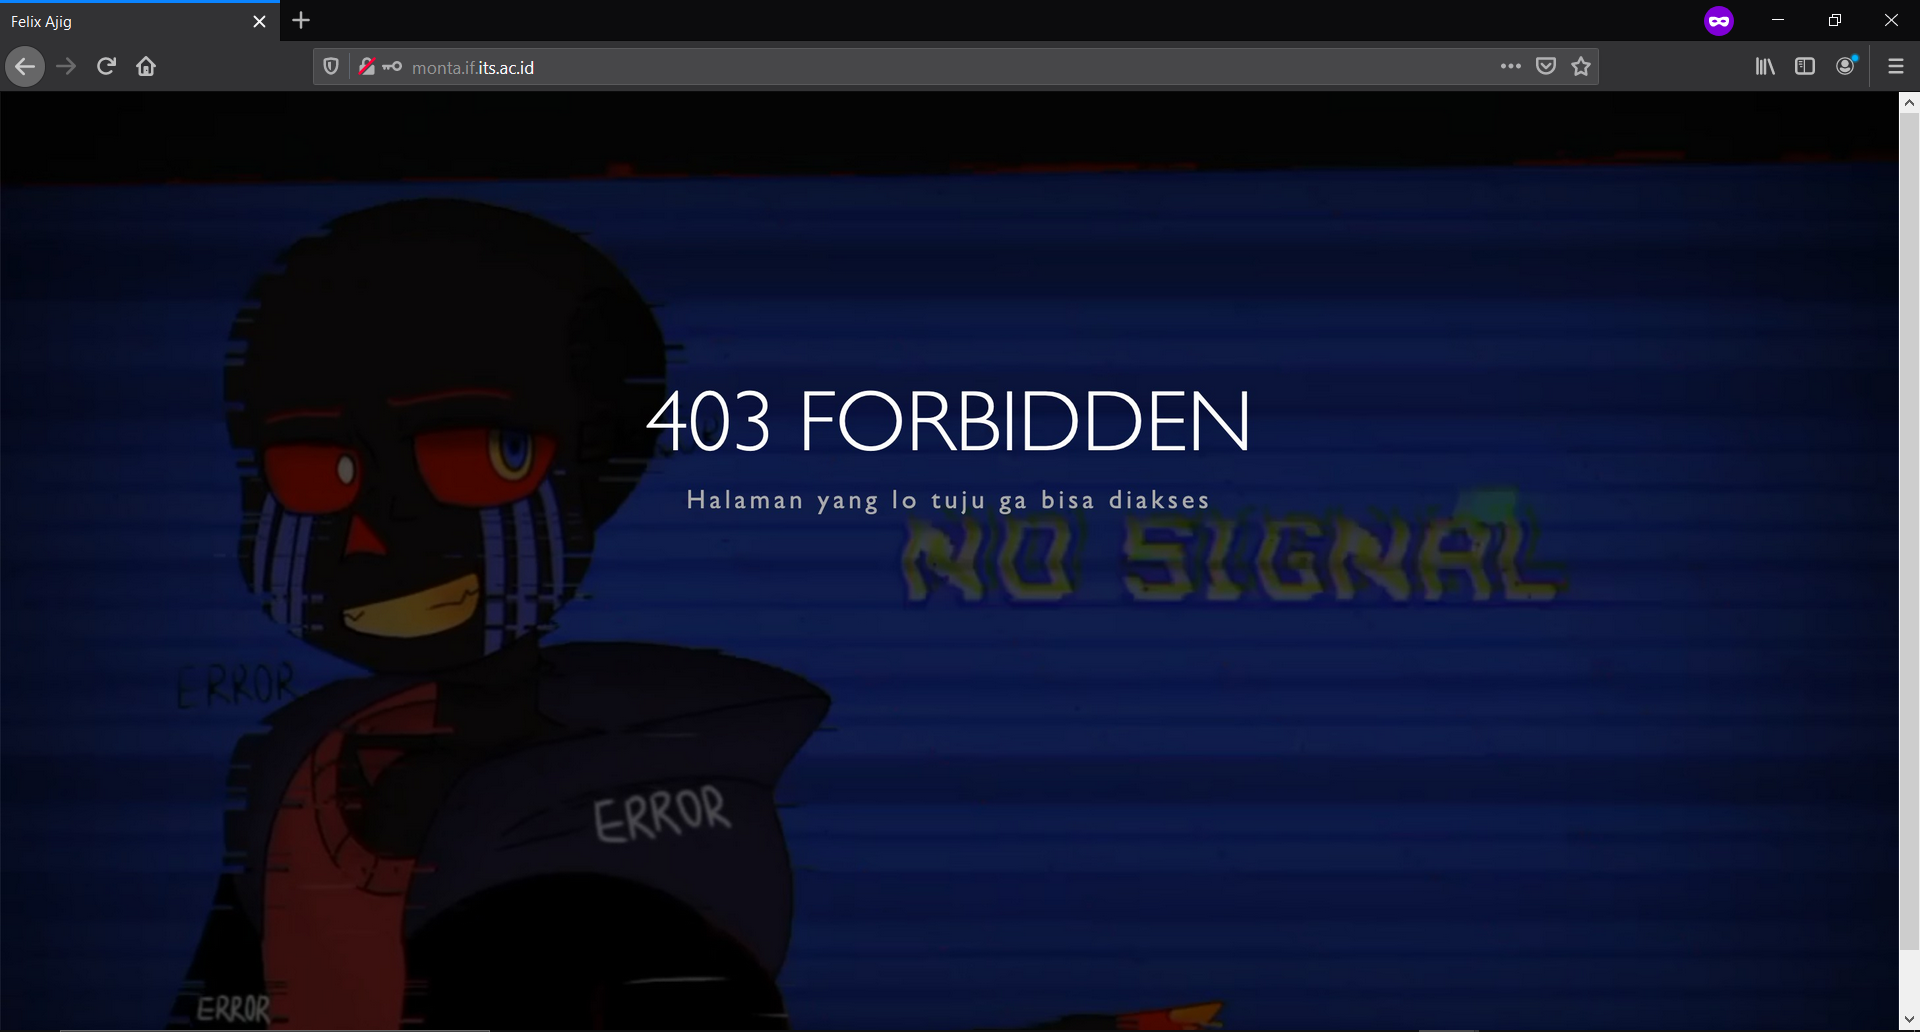 Felix Ajig
monta.if.its.ac.id
403 FORBIDDEN
Halaman yang lo tuju ga bisa diakses
NO SIGNAL
ERROR
ERROR
ERROR